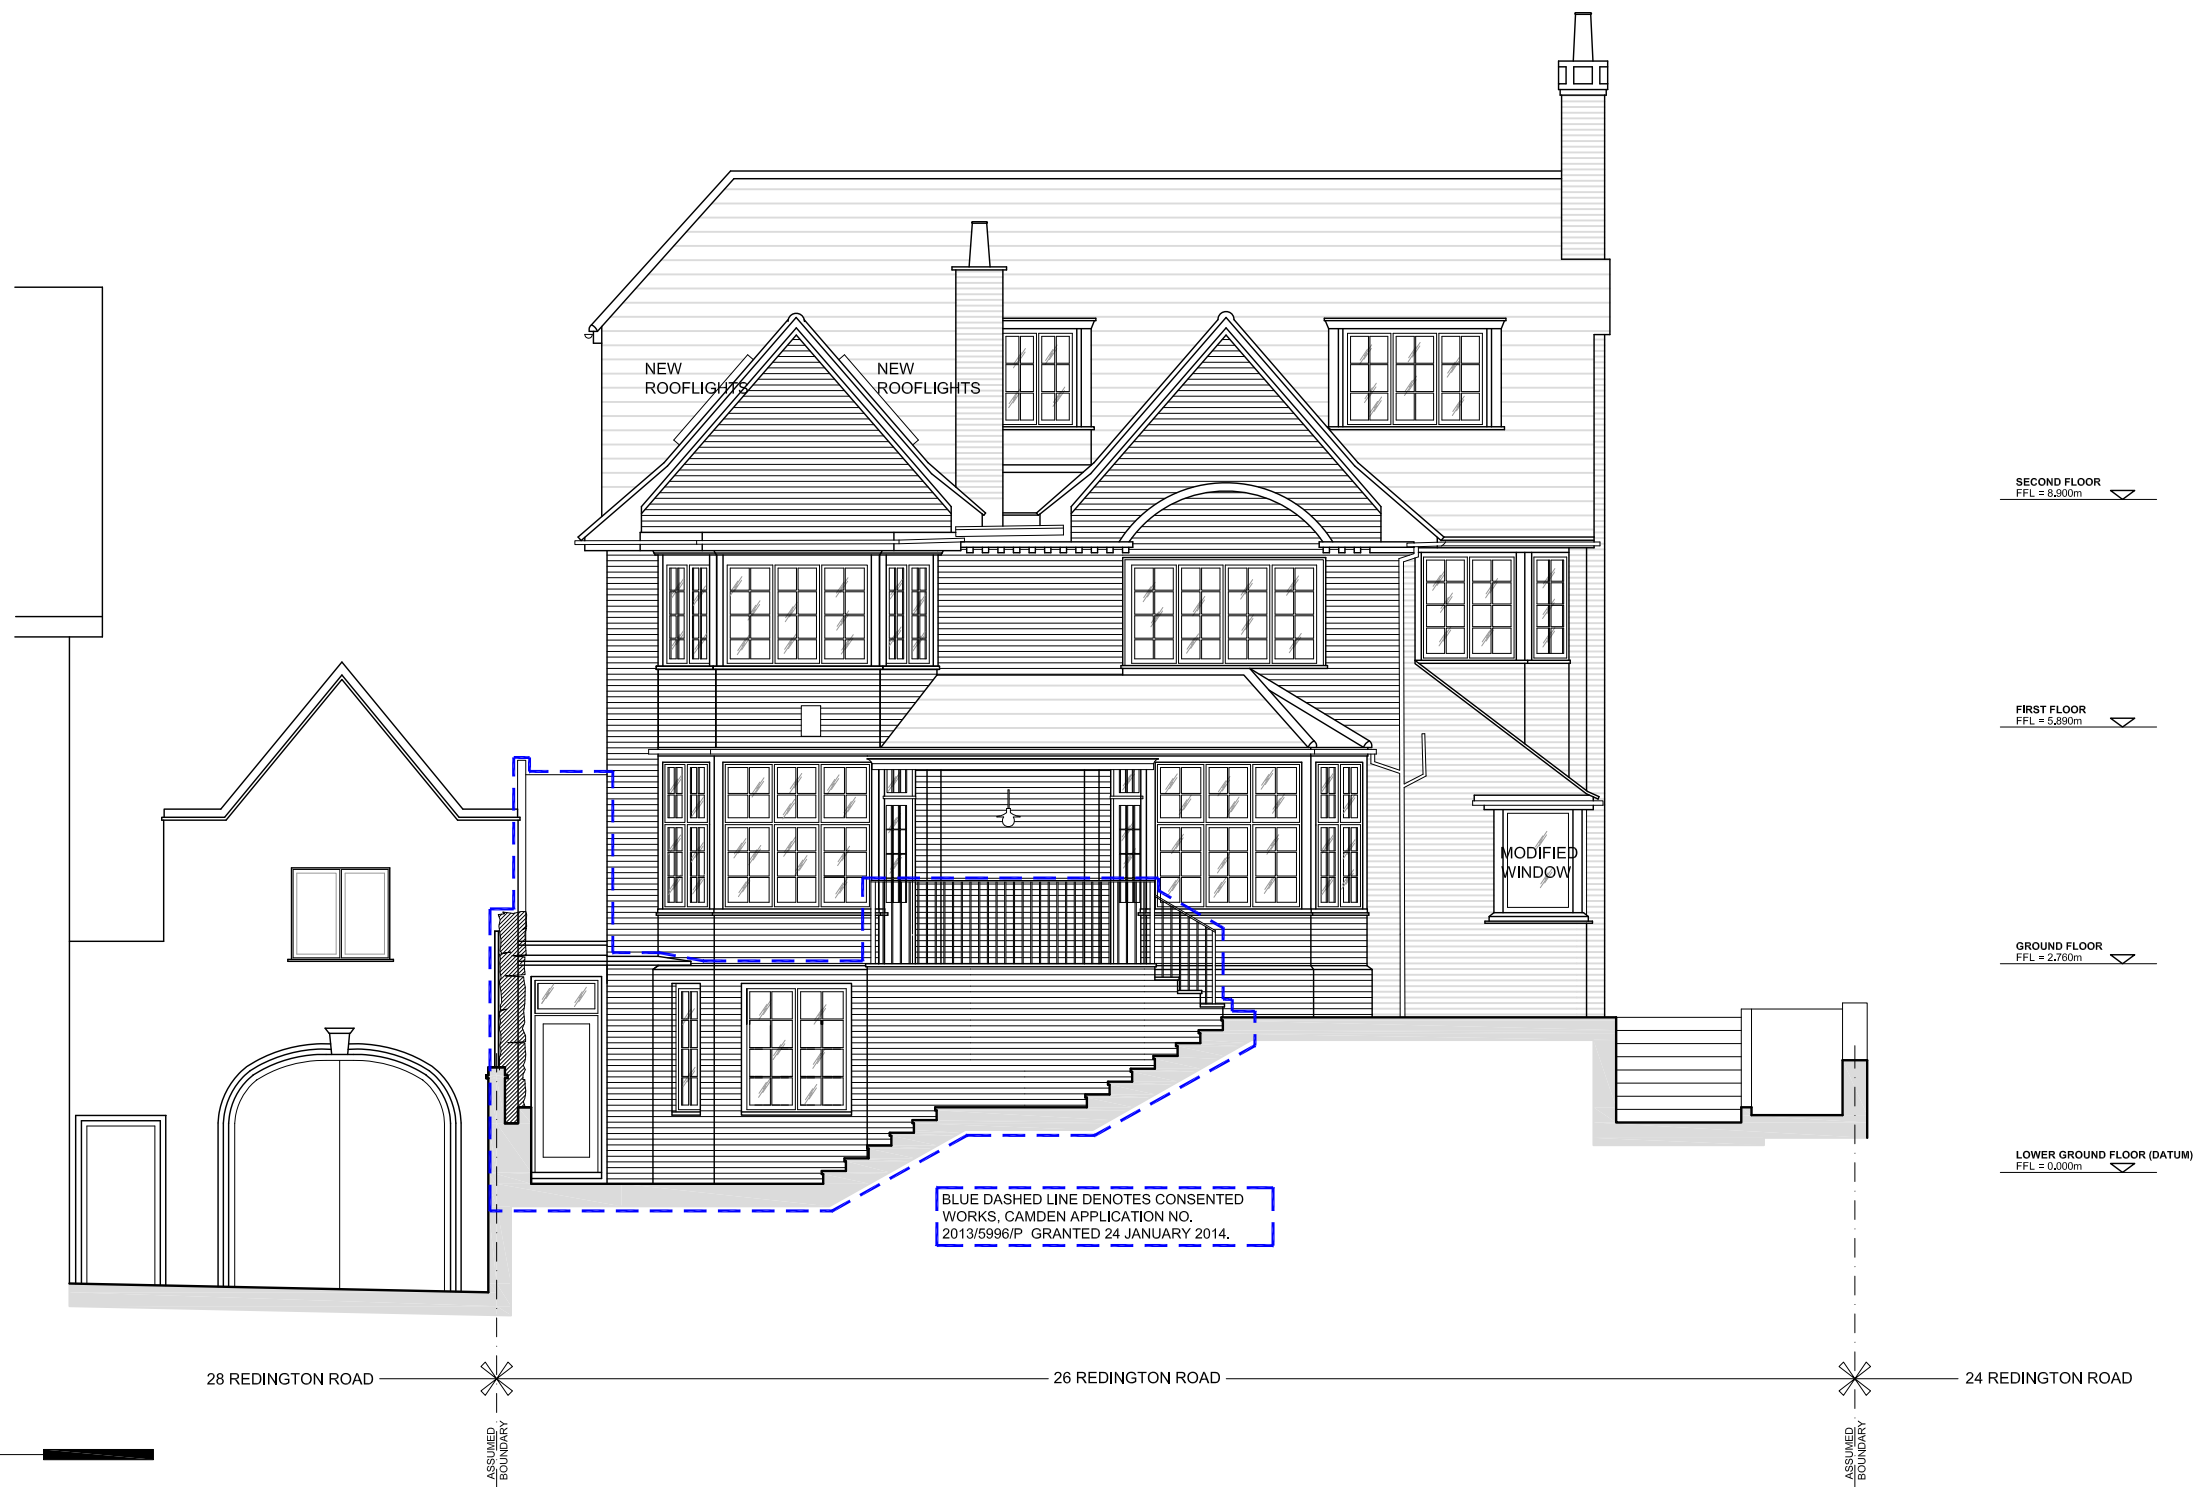 NEW
ROOFLIGHTS
NEW
ROOFLIGHTS
SECOND FLOOR
FFL = 8.900m
FIRST FLOOR
FFL = 5.890m
MODIFIED
WINDOW
GROUND FLOOR
FFL = 2.760m
LOWER GROUND FLOOR (DATUM)
FFL = 0.000m
BLUE DASHED LINE DENOTES CONSENTED
WORKS, CAMDEN APPLICATION NO.
2013/5996/P GRANTED 24 JANUARY 2014.
28 REDINGTON ROAD
26 REDINGTON ROAD
24 REDINGTON ROAD
ASSUMED
BOUNDARY
ASSUMED
BOUNDARY